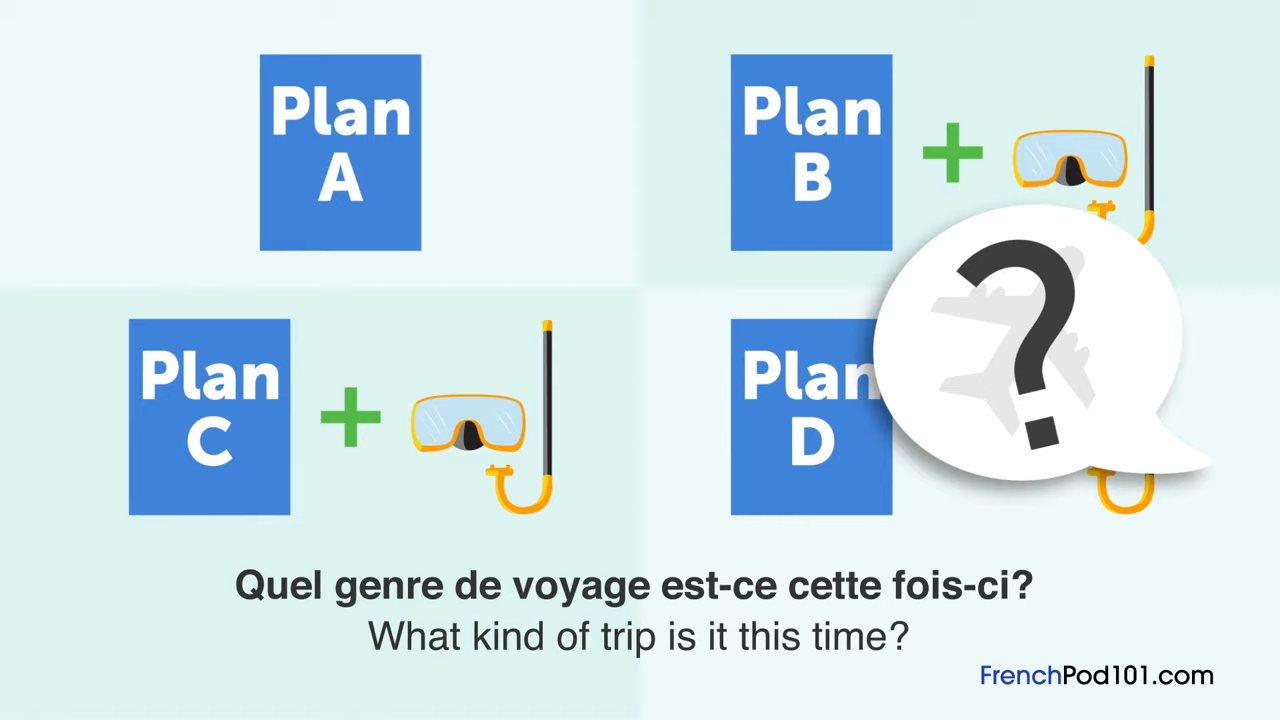 Plan
A
Plan
B
Plan
C
Plan
D
?
Quel genre de voyage est-ce cette fois-ci?
What kind of trip is it this time?
FrenchPod101.com